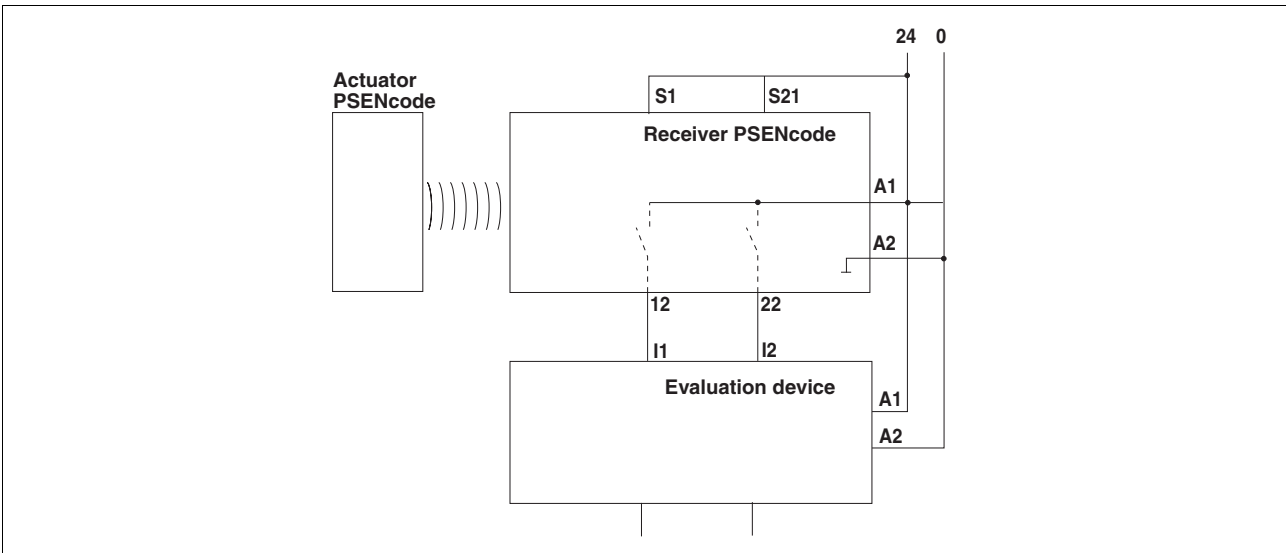 24 0
Actuator
PSENcode
S1 S21
Receiver PSENcode
A1
A2
12 22
I1 I2
Evaluation device
A1
A2